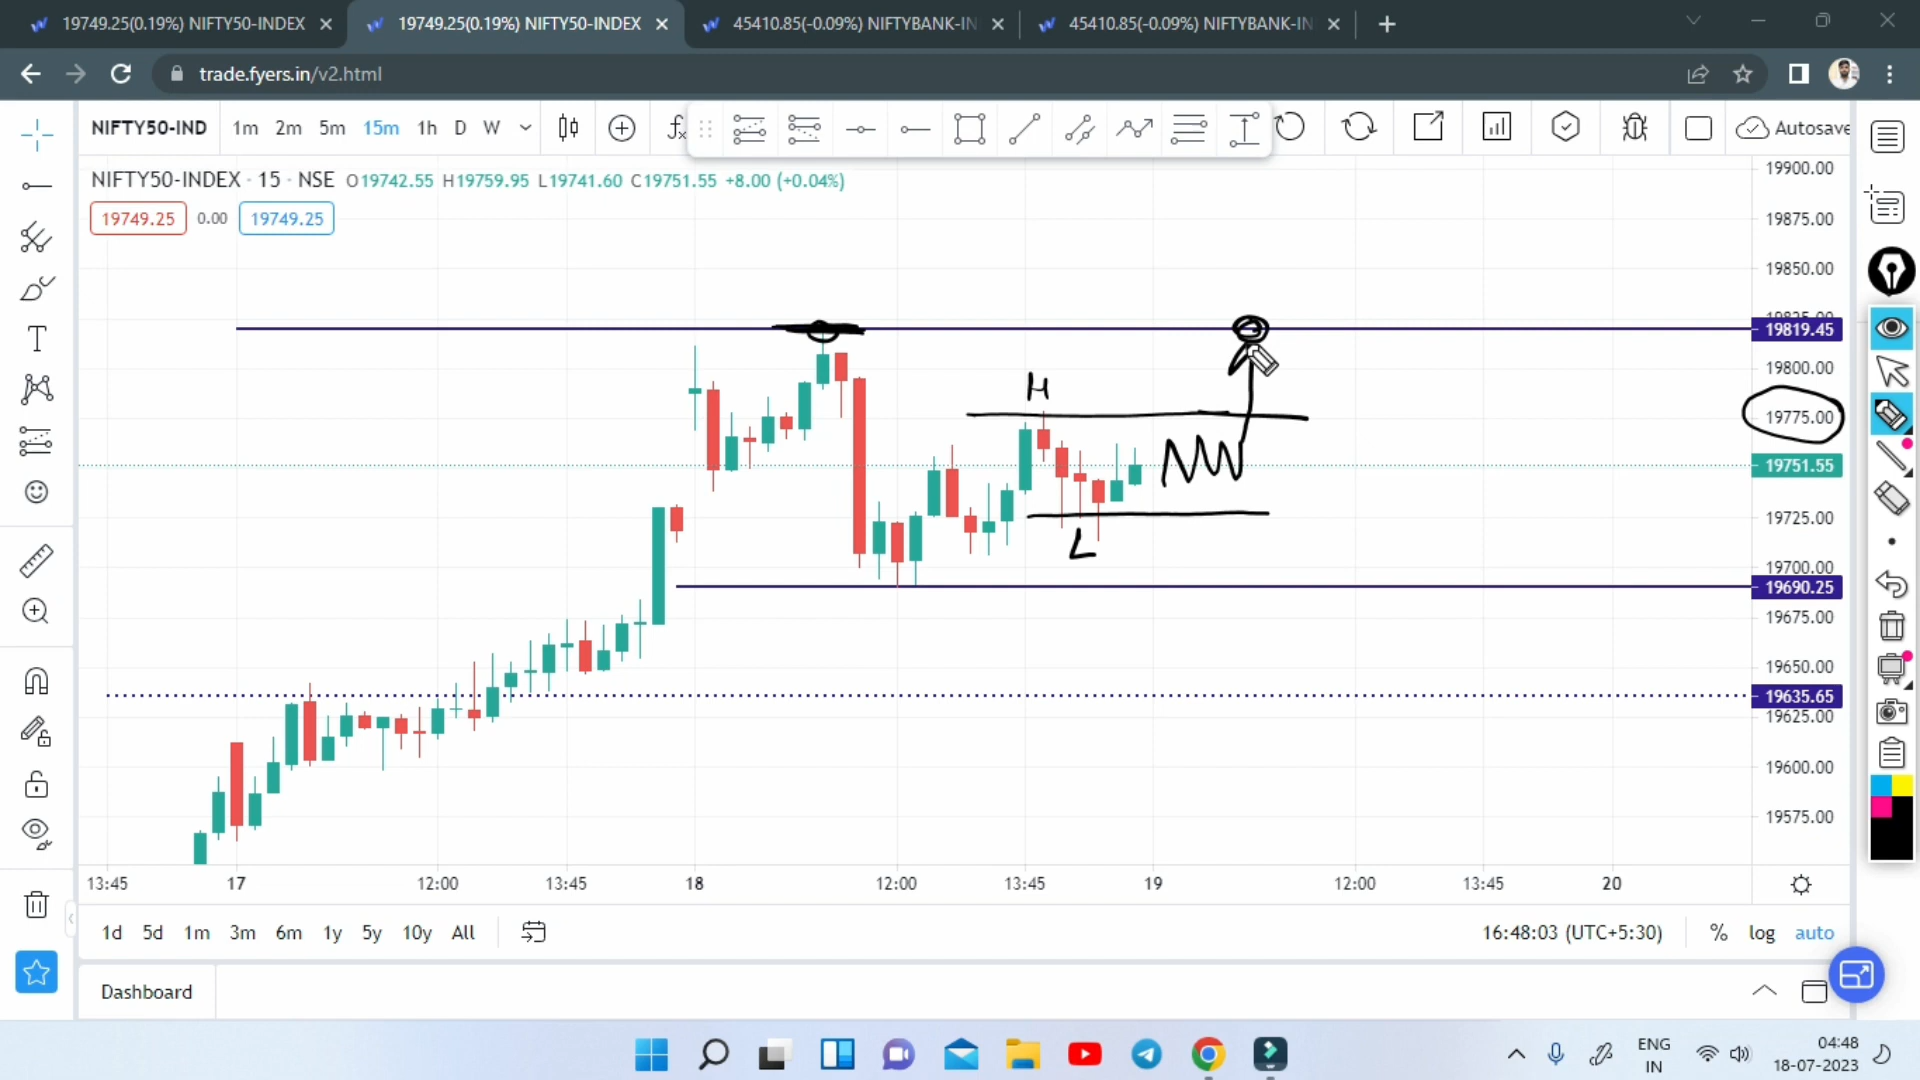 19749.25(0.19%) NIFTY50-INDEX
19749.25(0.19%) NIFTY50-INDEX
45410.85(-0.09%) NIFTYBANK-IN
45410.85(-0.09%) NIFTYBANK-IN
trade.fyers.in/v2.html
NIFTY50-IND 1m 2m 5m 15m 1h D W Autosave
NIFTY50-INDEX · 15 · NSE O19742.55 H19759.95 L19741.60 C19751.55 +8.00 (+0.04%)
19749.25 0.00 19749.25
19900.00
19875.00
19850.00
19819.45
19800.00
H
19775.00
19751.55
19725.00
L
19700.00
19690.25
19675.00
19650.00
19635.65
19625.00
19600.00
19575.00
13:45 17 12:00 13:45 18 12:00 13:45 19 12:00 13:45 20
1d 5d 1m 3m 6m 1y 5y 10y All 16:48:03 (UTC+5:30) % log auto
Dashboard
ENG
IN
04:48
18-07-2023